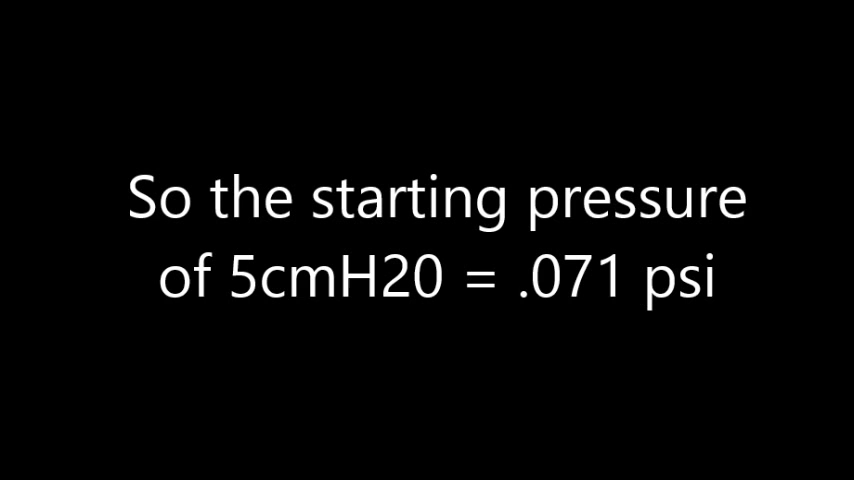 So the starting pressure
of 5cmH20 = .071 psi